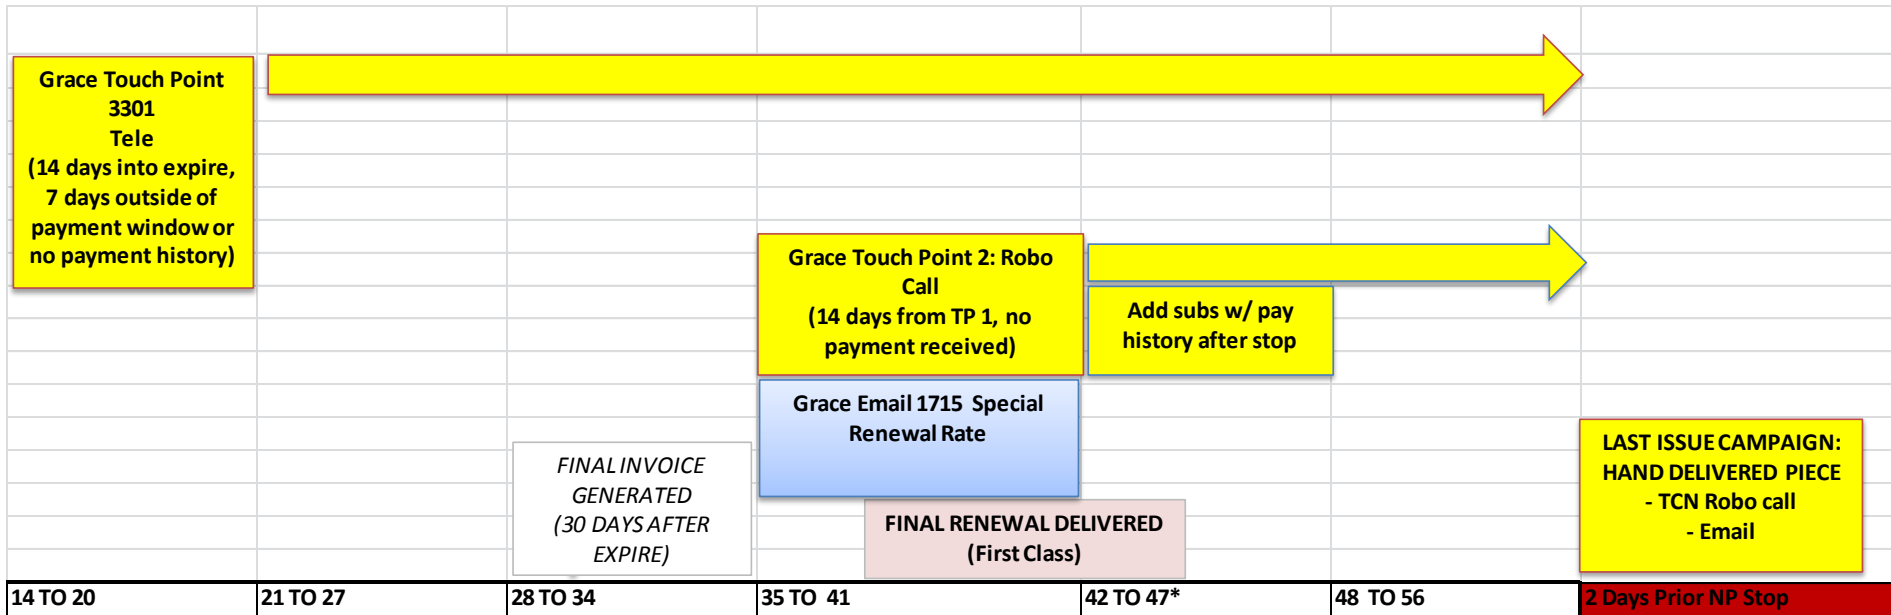 Grace Touch Point
3301
Tele
(14 days into expire,
7 days outside of
payment window or
no payment history)
Grace Touch Point 2: Robo
Call
(14 days from TP 1, no
payment received)
Add subs w/ pay
history after stop
Grace Email 1715 Special
Renewal Rate
FINAL INVOICE
GENERATED
(30 DAYS AFTER
EXPIRE)
FINAL RENEWAL DELIVERED
(First Class)
LAST ISSUE CAMPAIGN:
HAND DELIVERED PIECE
- TCN Robo call
- Email
14 TO 20
21 TO 27
28 TO 34
35 TO 41
42 TO 47*
48 TO 56
2 Days Prior NP Stop